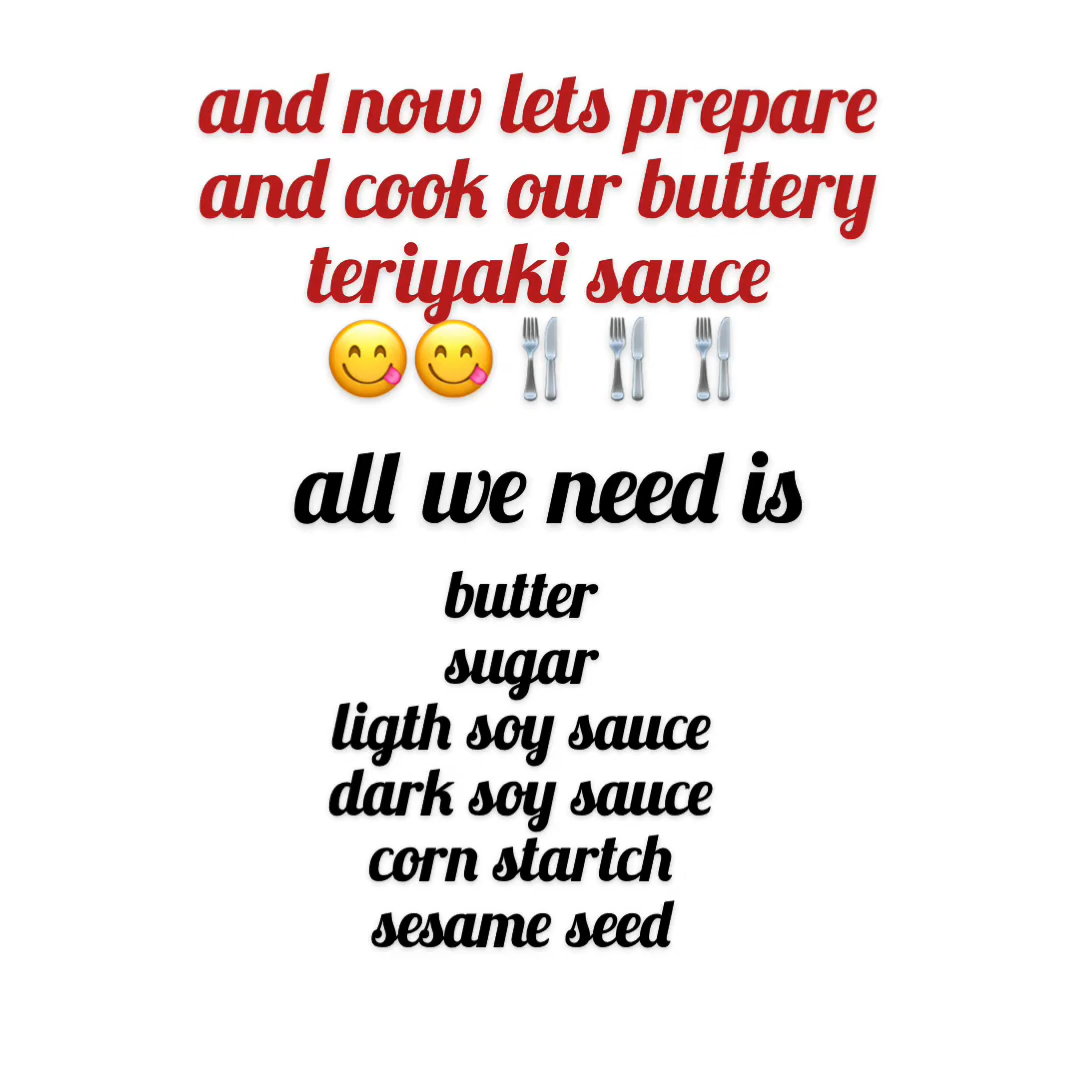 and now lets prepare
and cook our buttery
teriyaki sauce
😋😋🍽🍽🍽
all we need is
butter
sugar
ligth soy sauce
dark soy sauce
corn startch
sesame seed